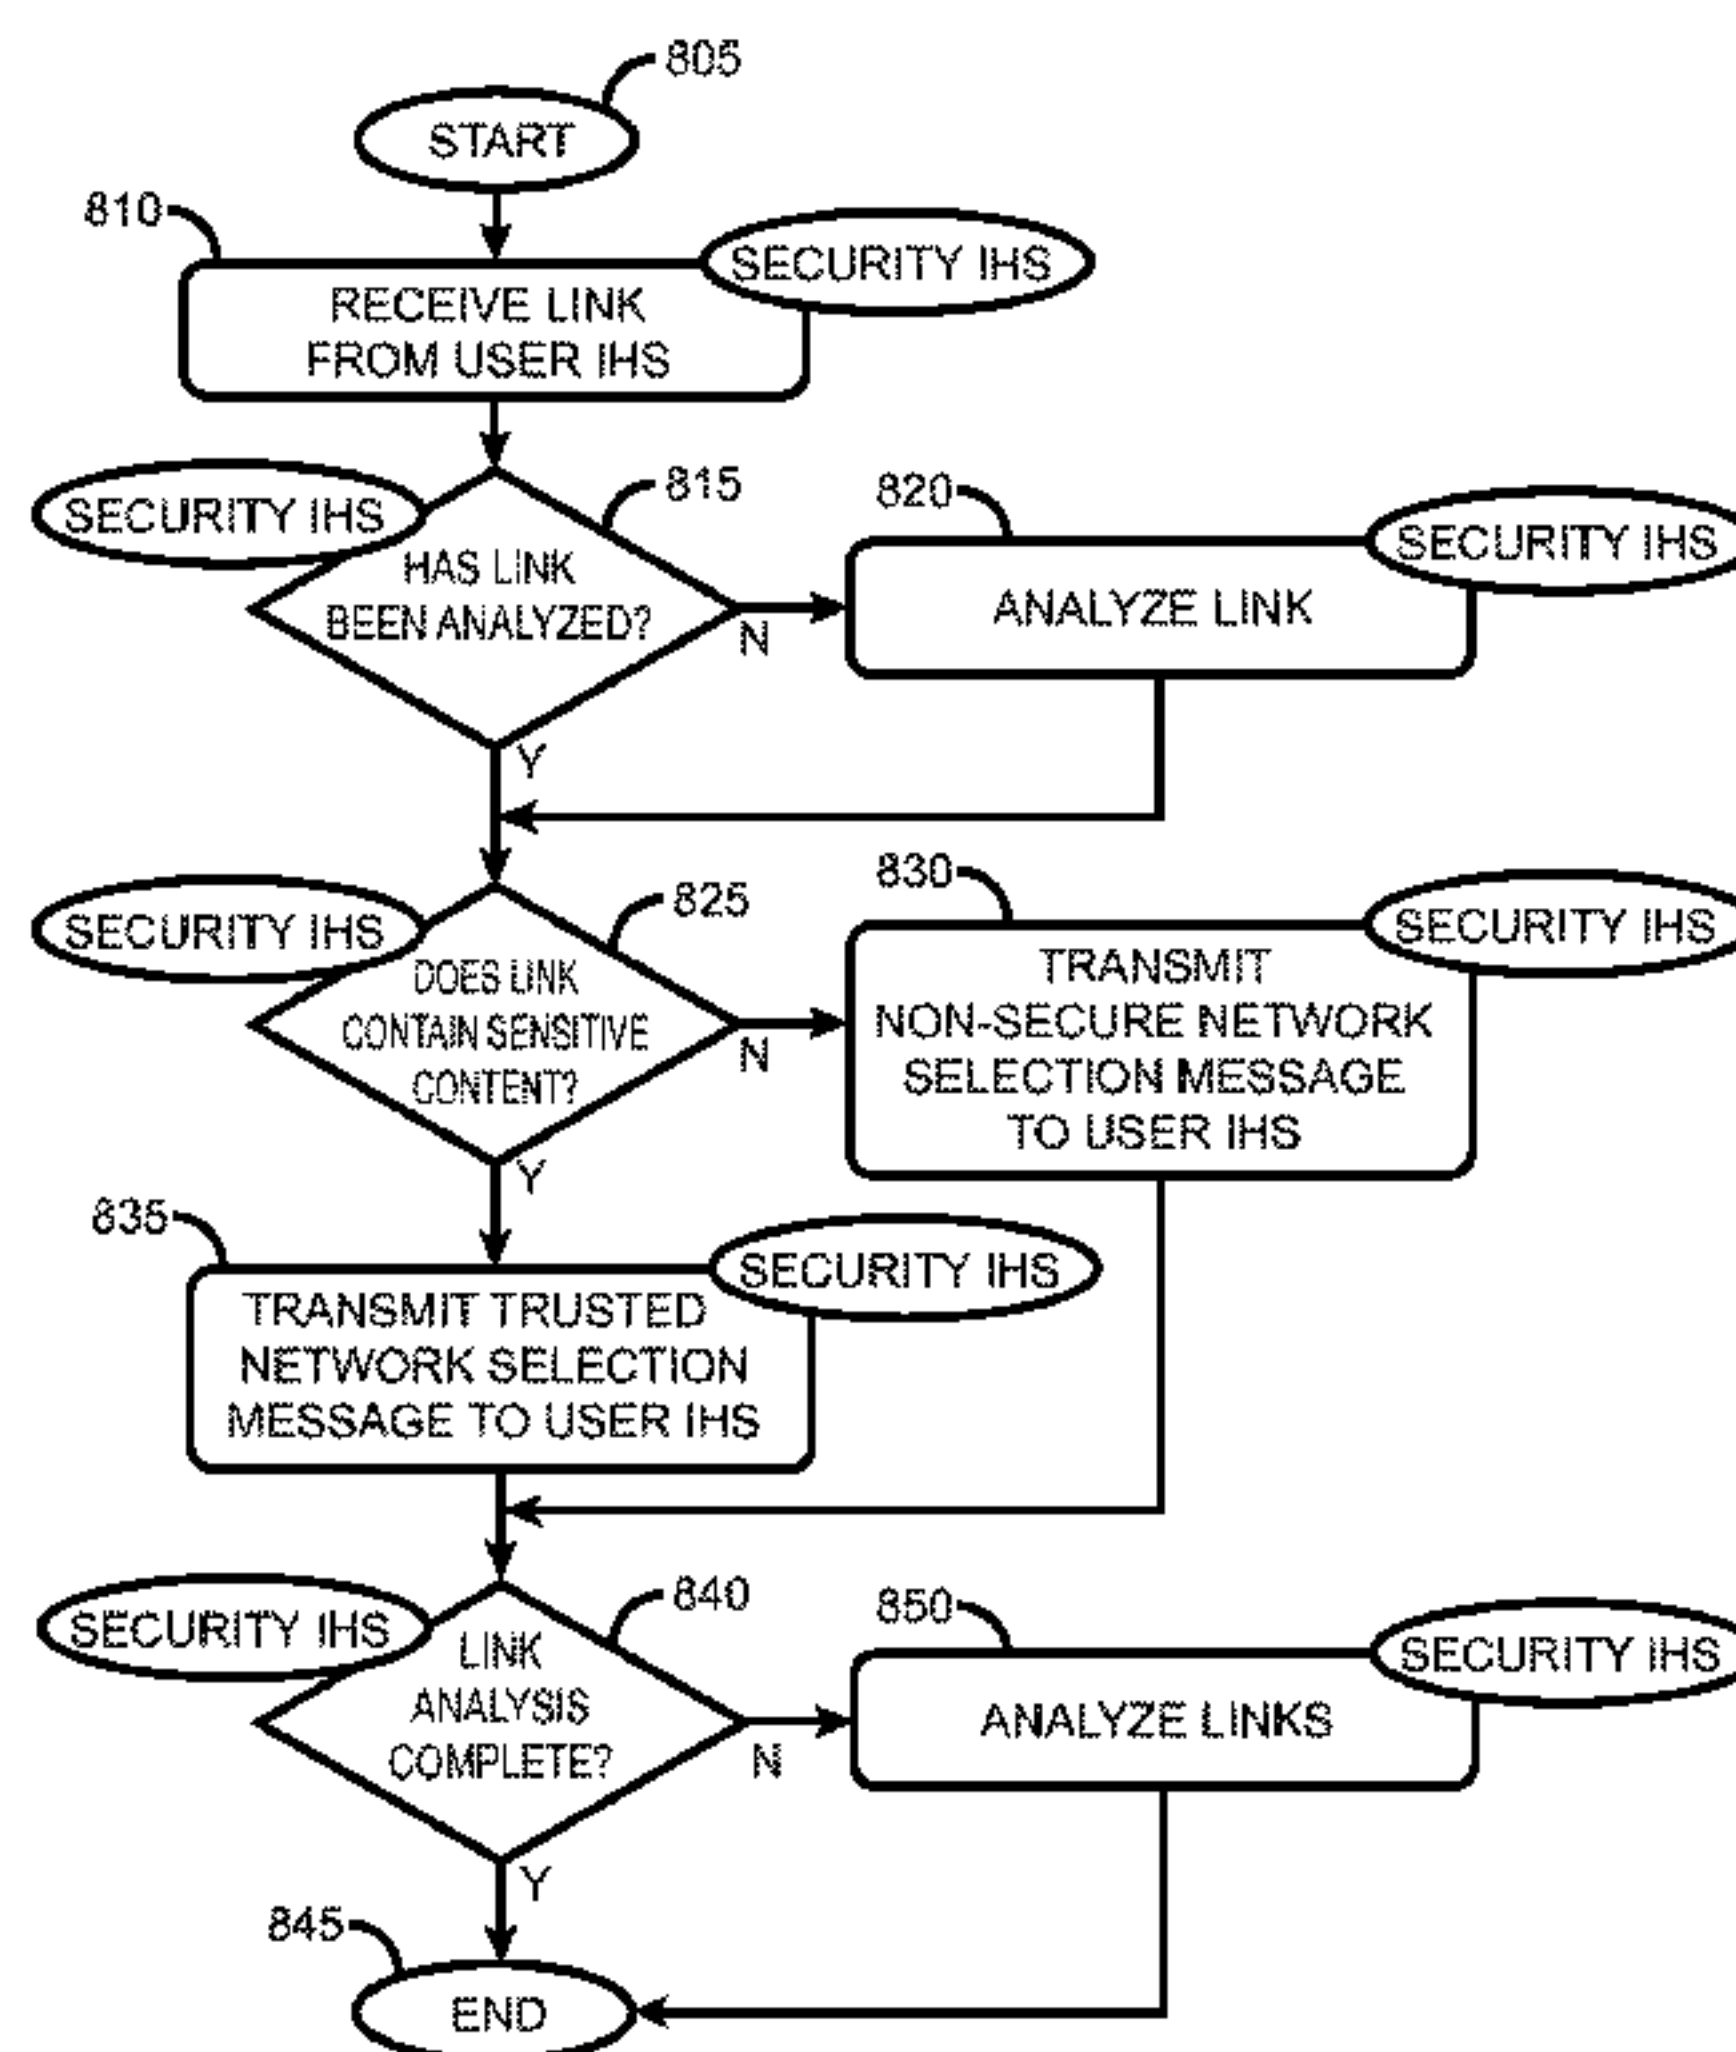 805
START
810
SECURITY IHS
RECEIVE LINK
FROM USER IHS
SECURITY IHS
815
HAS LINK
BEEN ANALYZED?
N
Y
820
SECURITY IHS
ANALYZE LINK
SECURITY IHS
825
DOES LINK
CONTAIN SENSITIVE
CONTENT?
N
Y
830
SECURITY IHS
TRANSMIT
NON-SECURE NETWORK
SELECTION MESSAGE
TO USER IHS
835
SECURITY IHS
TRANSMIT TRUSTED
NETWORK SELECTION
MESSAGE TO USER IHS
SECURITY IHS
840
LINK
ANALYSIS
COMPLETE?
N
Y
850
SECURITY IHS
ANALYZE LINKS
845
END